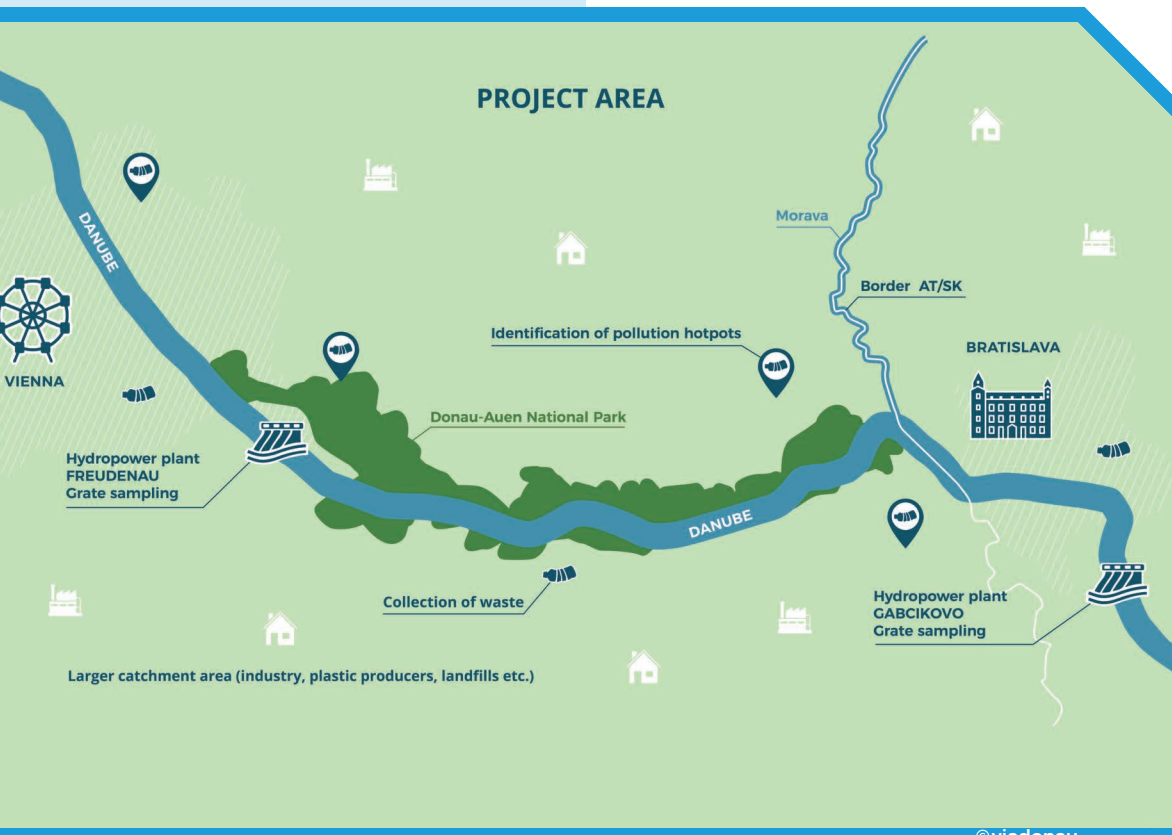 PROJECT AREA
DANUBE
Morava
Border AT/SK
Identification of pollution hotpots
BRATISLAVA
VIENNA
Donau-Auen National Park
Hydropower plant
FREUDENAU
Grate sampling
DANUBE
Collection of waste
Hydropower plant
GABCIKOVO
Grate sampling
Larger catchment area (industry, plastic producers, landfills etc.)
©viadonau